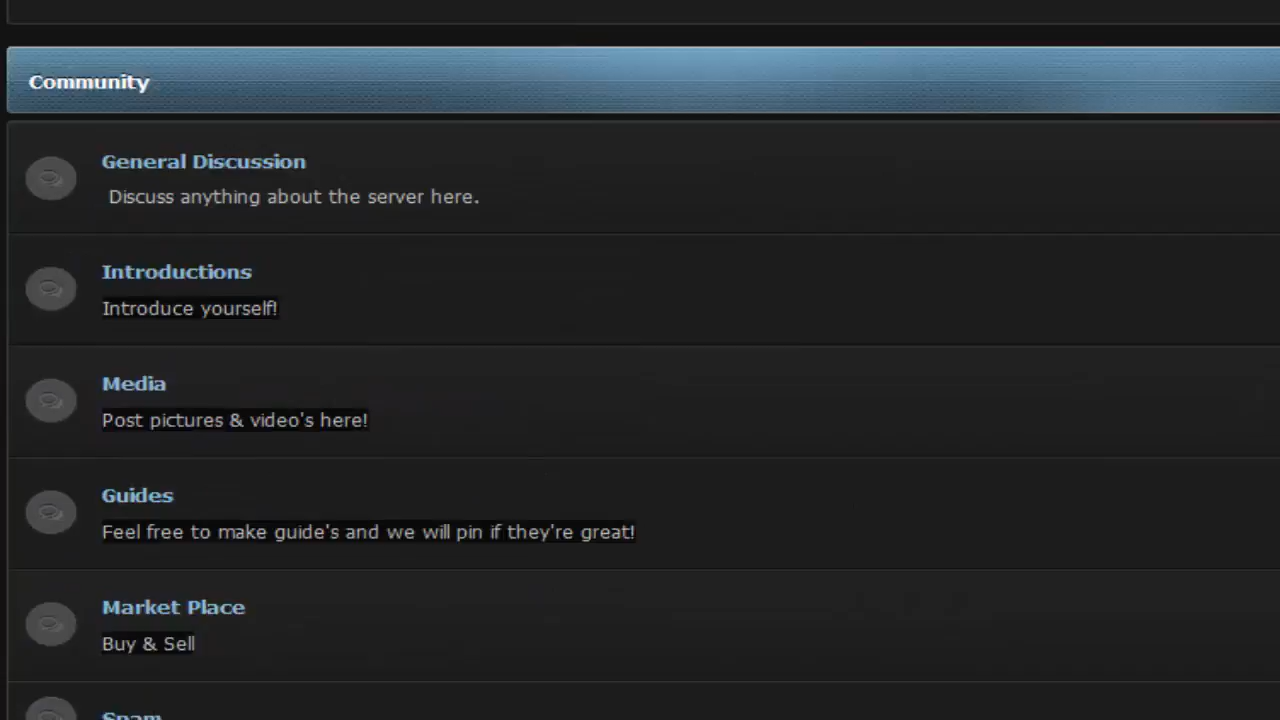 Community
General Discussion
Discuss anything about the server here.
Introductions
Introduce yourself!
Media
Post pictures & video's here!
Guides
Feel free to make guide's and we will pin if they're great!
Market Place
Buy & Sell
Spam